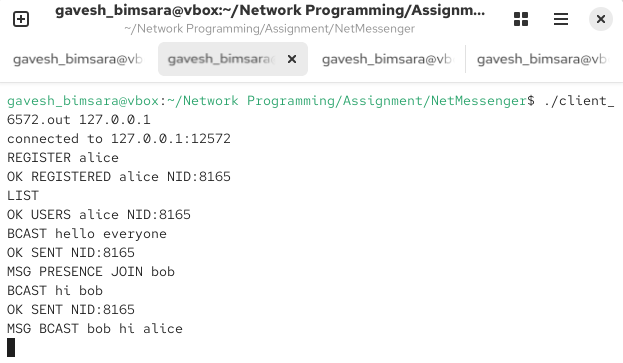 gavesh_bimsara@vbox:~/Network Programming/Assignm...
~/Network Programming/Assignment/NetMessenger
gavesh_bimsara@vb
gavesh_bimsara
gavesh_bimsara@vb
gavesh_bimsara@vb
gavesh_bimsara@vbox:~/Network Programming/Assignment/NetMessenger$ ./client_
6572.out 127.0.0.1
connected to 127.0.0.1:12572
REGISTER alice
OK REGISTERED alice NID:8165
LIST
OK USERS alice NID:8165
BCAST hello everyone
OK SENT NID:8165
MSG PRESENCE JOIN bob
BCAST hi bob
OK SENT NID:8165
MSG BCAST bob hi alice